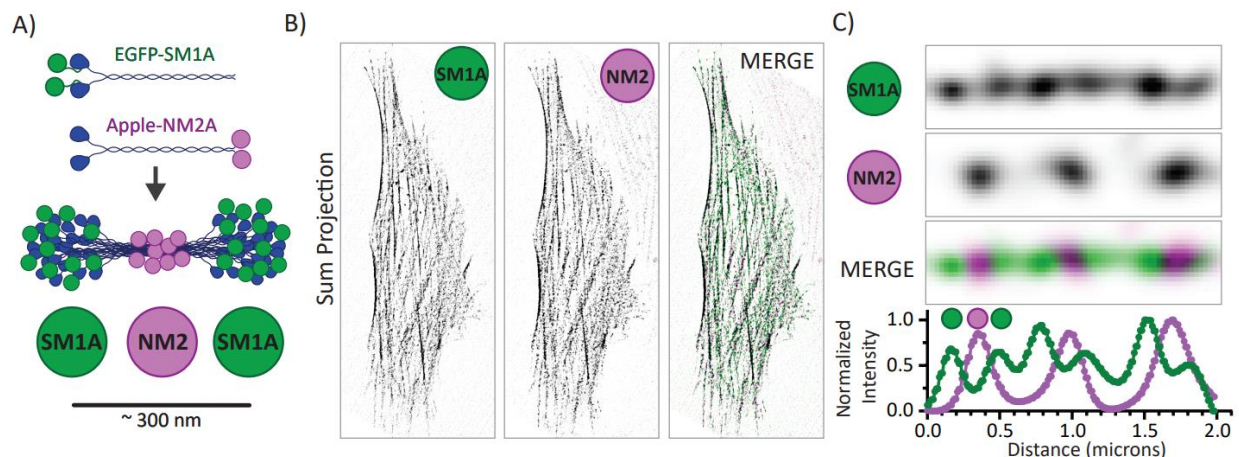 A)
EGFP-SM1A
Apple-NM2A
SM1A
NM2
SM1A
~ 300 nm
B)
Sum Projection
SM1A
NM2
MERGE
C)
SM1A
NM2
MERGE
Normalized
Intensity
1.0
0.5
0.0
0.0
0.5
1.0
1.5
2.0
Distance (microns)